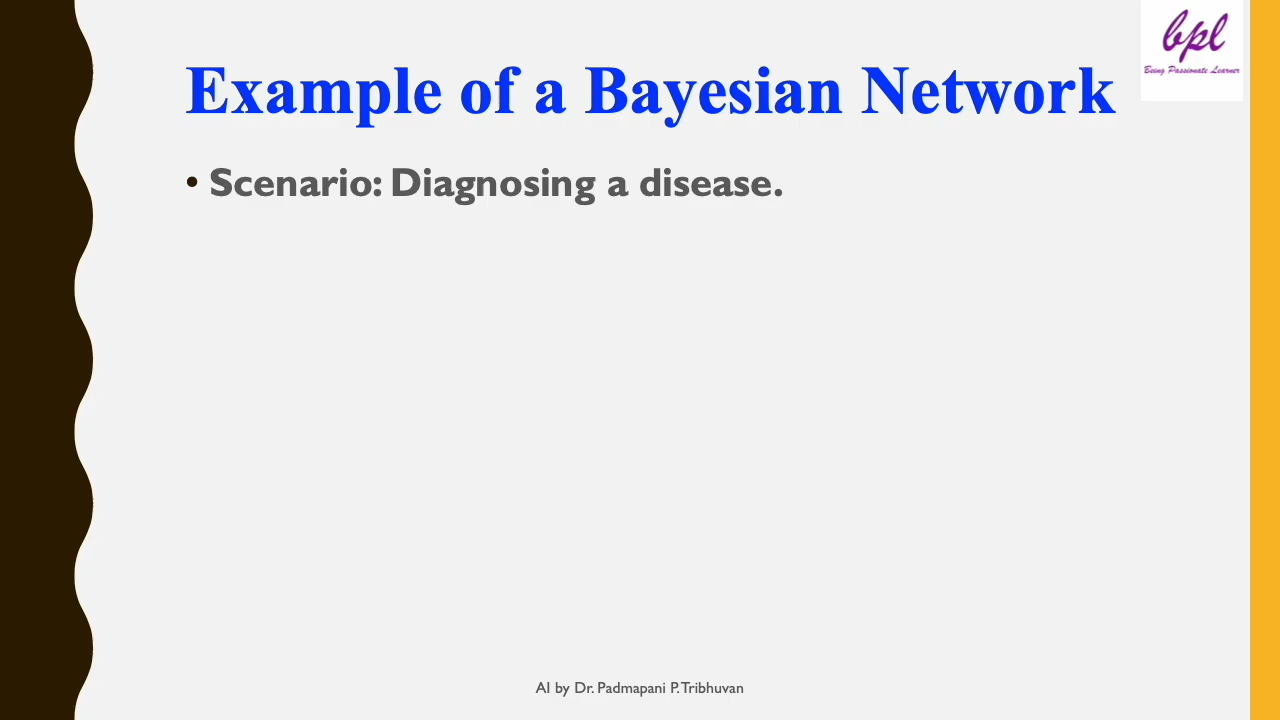 bpl
Being Passionate Learner
Example of a Bayesian Network
• Scenario: Diagnosing a disease.
AI by Dr. Padmapani P. Tribhuvan